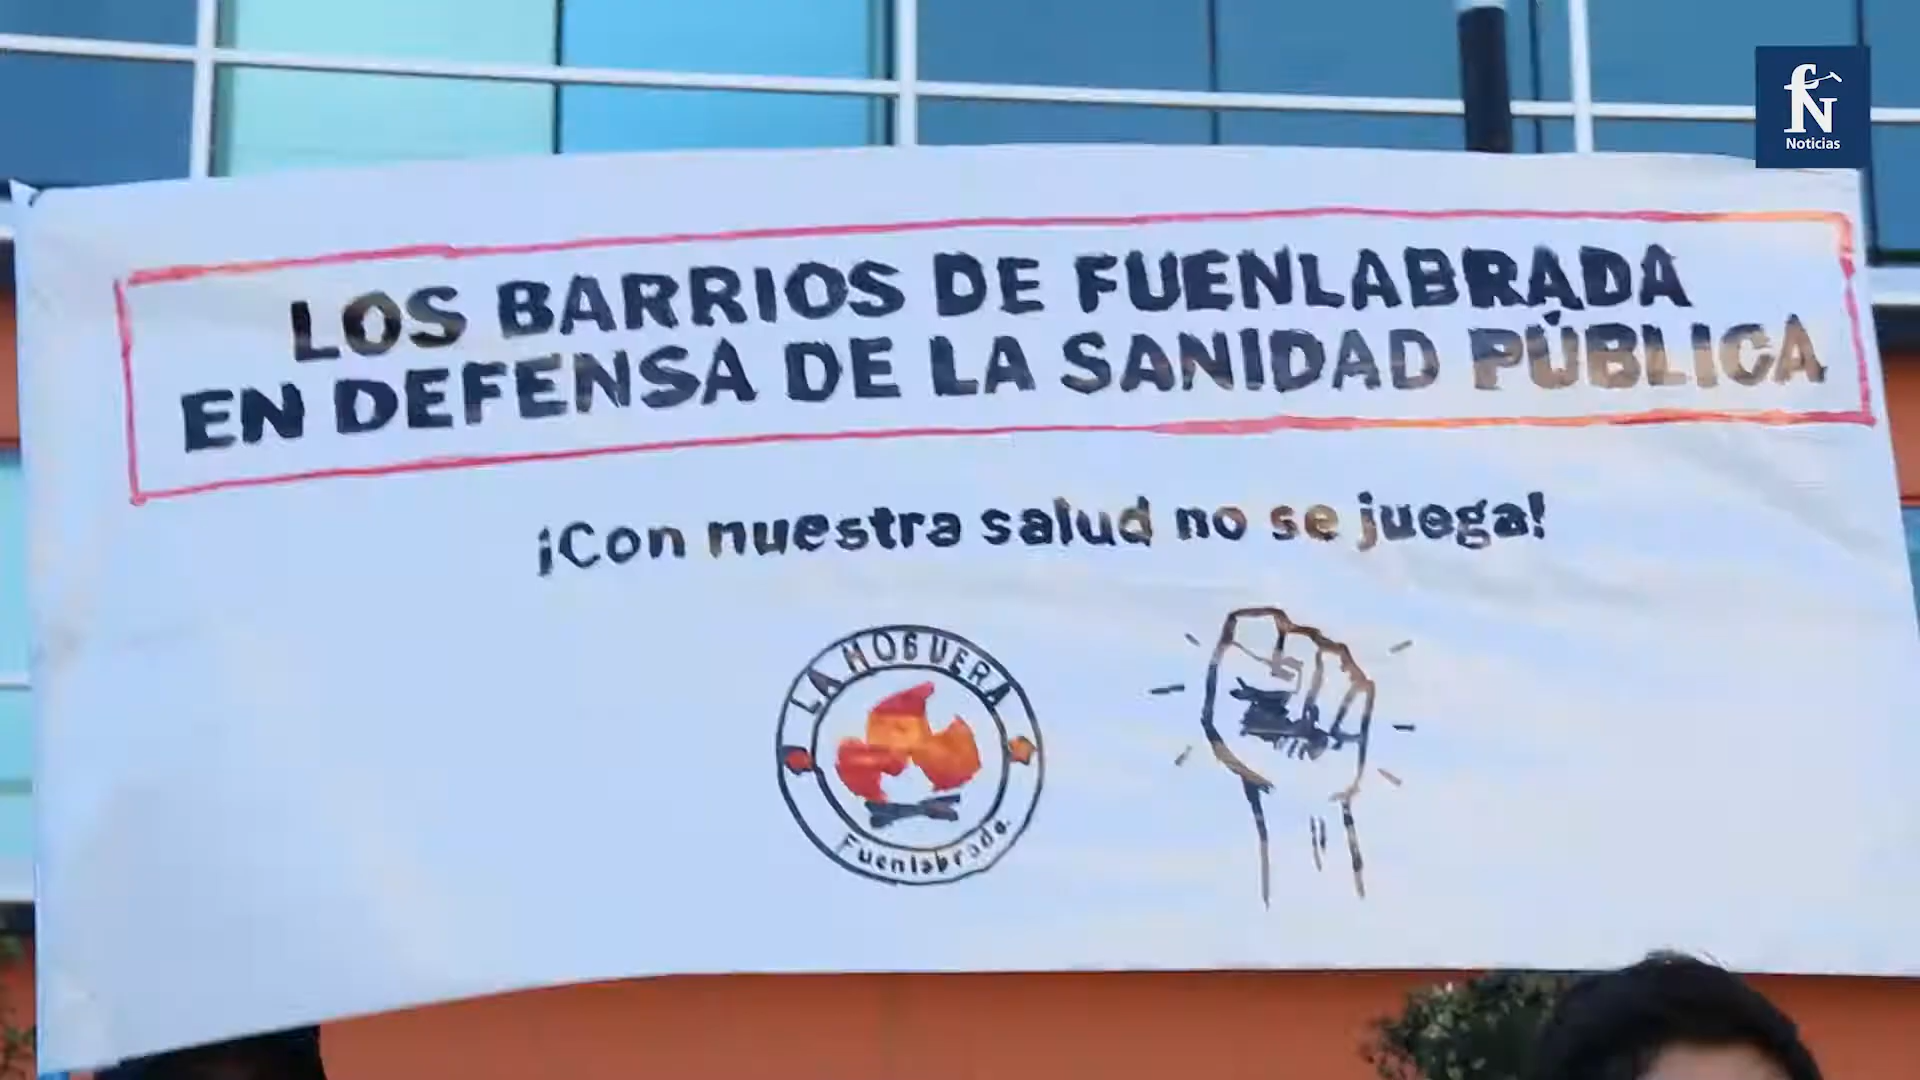 fN
Noticias
LOS BARRIOS DE FUENLABRADA
EN DEFENSA DE LA SANIDAD PÚBLICA
¡Con nuestra salud no se juega!
LA HOGUERA
Fuenlabrada.